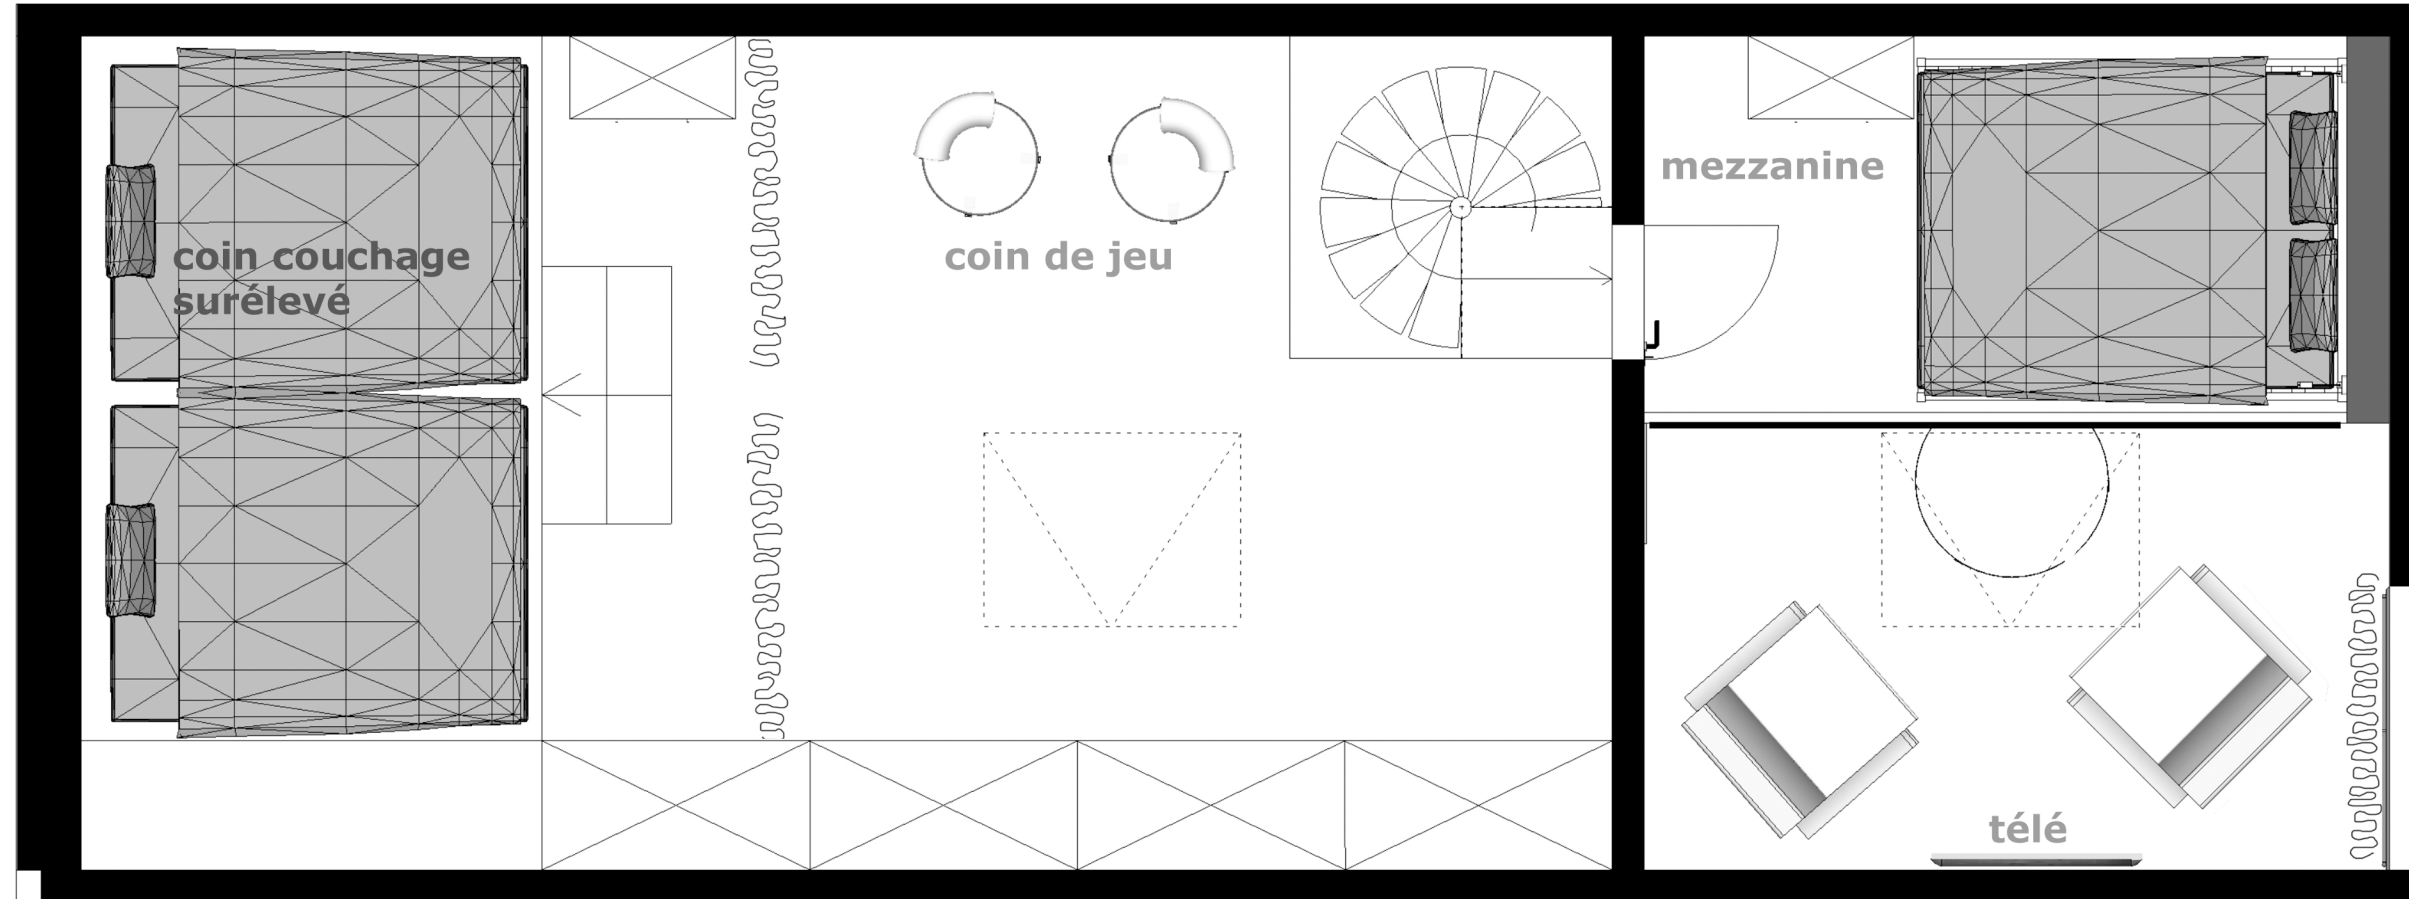 coin couchage
surélevé
coin de jeu
mezzanine
télé